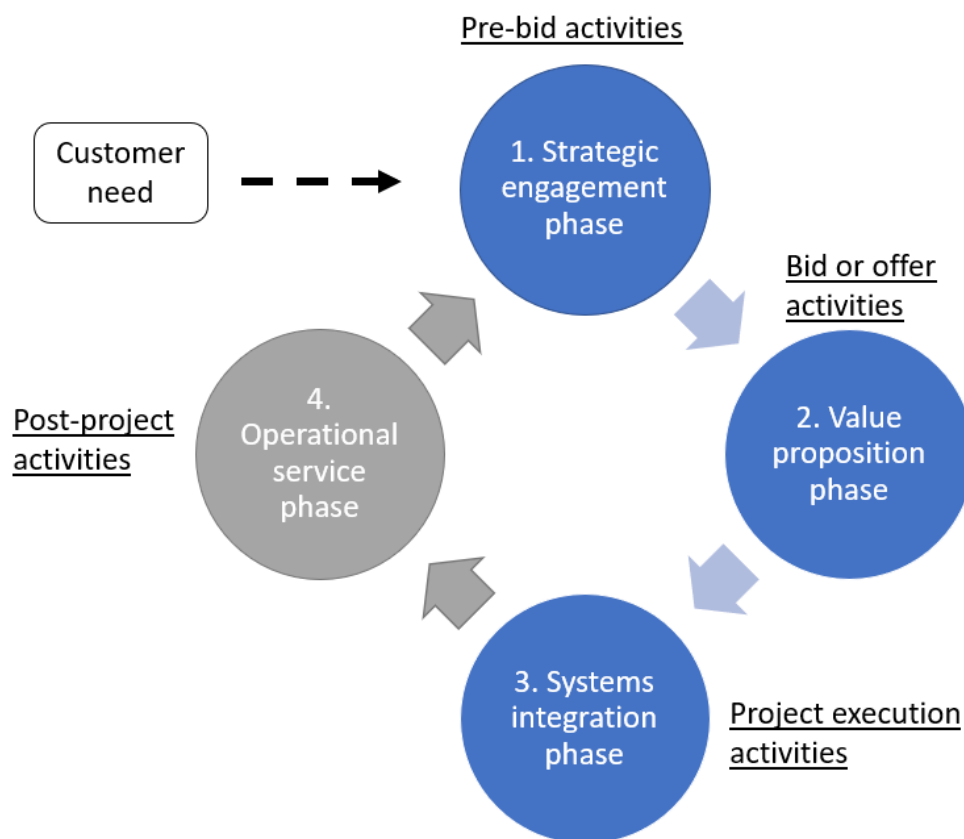 Pre-bid activities
Customer
need
1. Strategic
engagement
phase
Bid or offer
activities
2. Value
proposition
phase
3. Systems
integration
phase
Project execution
activities
4.
Operational
service
phase
Post-project
activities